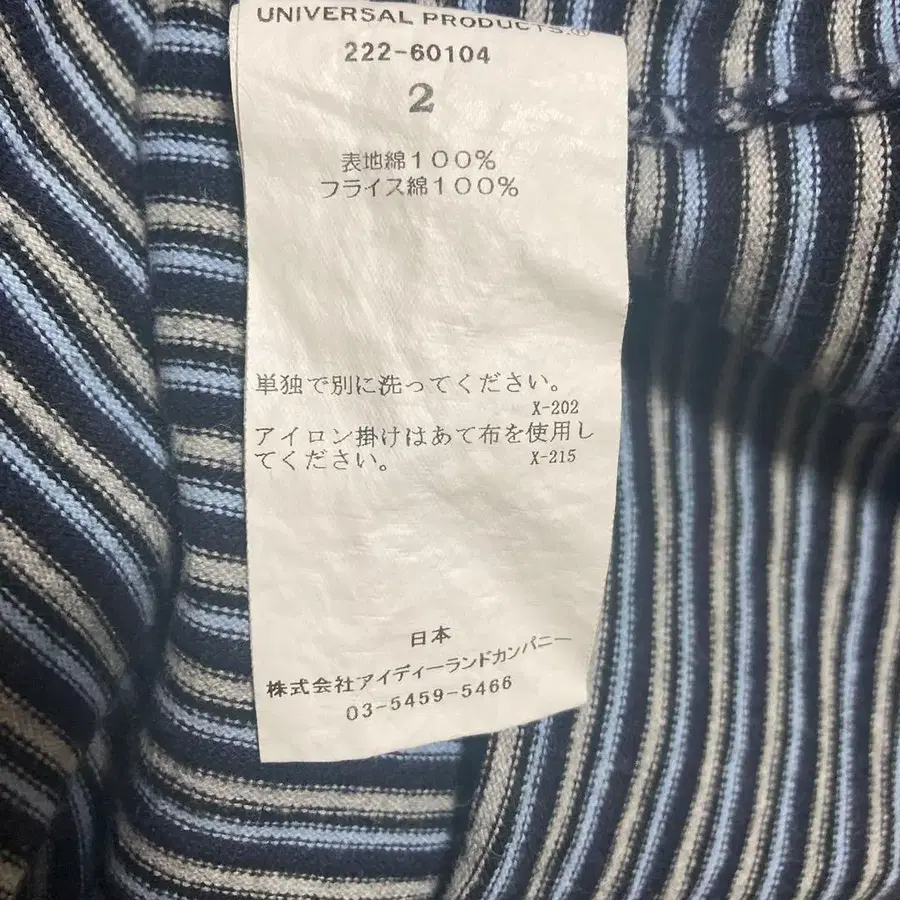 UNIVERSAL PRODUCTS.®
222-60104
2
表地綿100%
フライス綿100%
単独で別に洗ってください。
X-202
アイロン掛けはあて布を使用し
てください。
X-215
日本
株式会社アイディーランドカンパニー
03-5459-5466